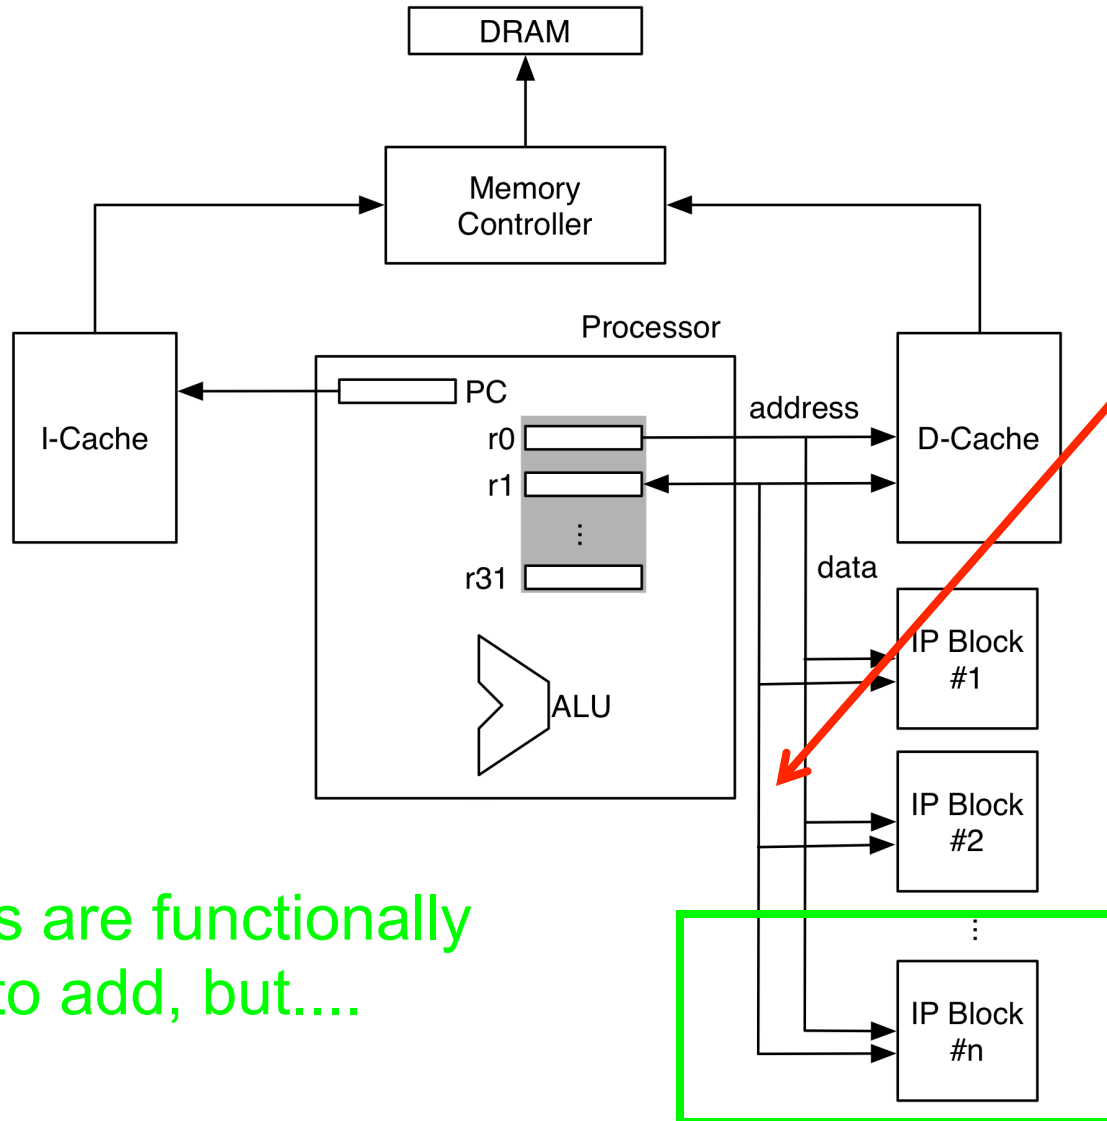 DRAM
Memory
Controller
Processor
I-Cache
PC
r0
r1
⋮
r31
ALU
address
D-Cache
data
IP Block
#1
IP Block
#2
⋮
IP Block
#n
s are functionally
to add, but....